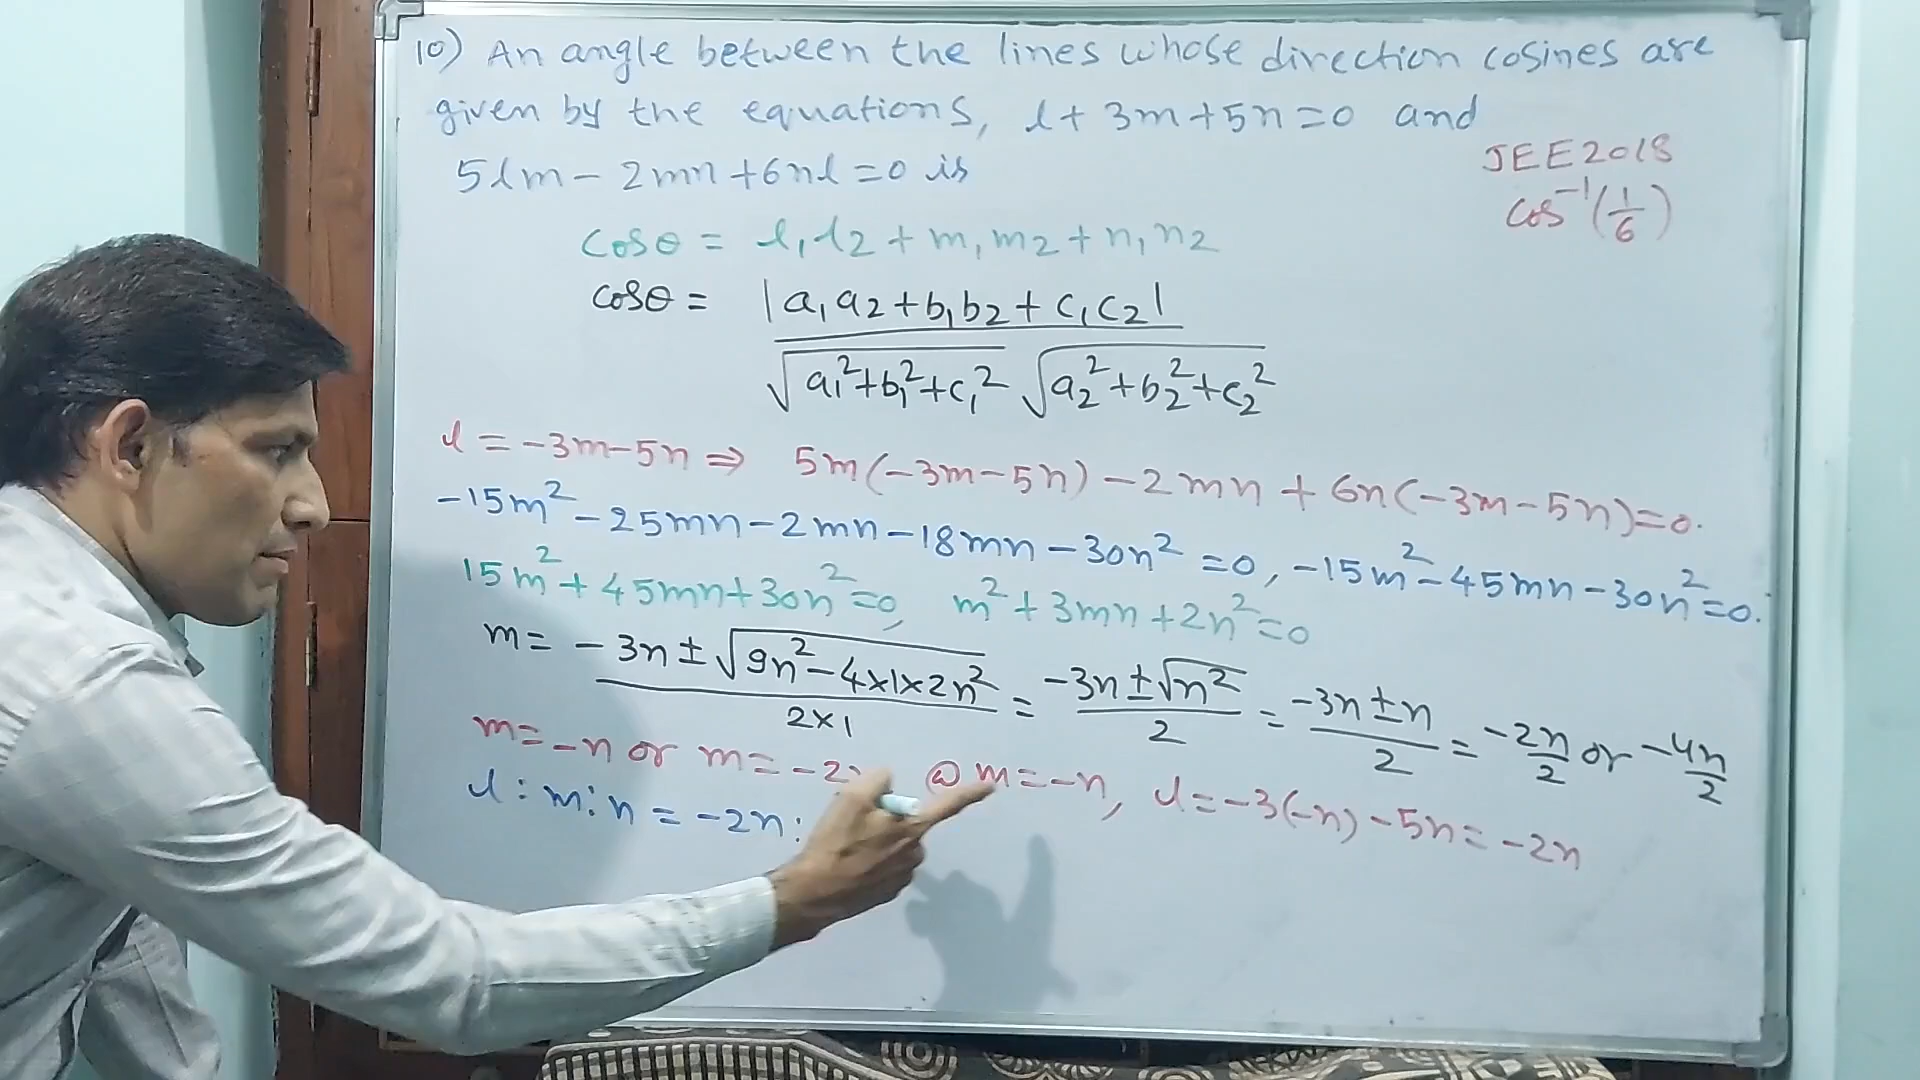 10) An angle between the lines whose direction cosines are
given by the equations, l + 3m + 5n = 0 and
5lm - 2mn + 6nl = 0 is
JEE 2018
cos⁻¹(1/6)
cosθ = l₁l₂ + m₁m₂ + n₁n₂
cosθ = |a₁a₂ + b₁b₂ + c₁c₂| / √(a₁² + b₁² + c₁²) √(a₂² + b₂² + c₂²)
l = -3m-5n ⇒ 5m(-3m-5n) - 2mn + 6n(-3m-5n) = 0.
-15m² - 25mn - 2mn - 18mn - 30n² = 0, -15m² - 45mn - 30n² = 0.
15m² + 45mn + 30n² = 0, m² + 3mn + 2n² = 0
m = (-3n ± √(9n² - 4×1×2n²)) / (2×1) = (-3n ± √n²) / 2 = (-3n ± n) / 2 = -2n/2 or -4n/2
m = -n or m = -2 @ m = -n, l = -3(-n) - 5n = -2n
l : m : n = -2n :